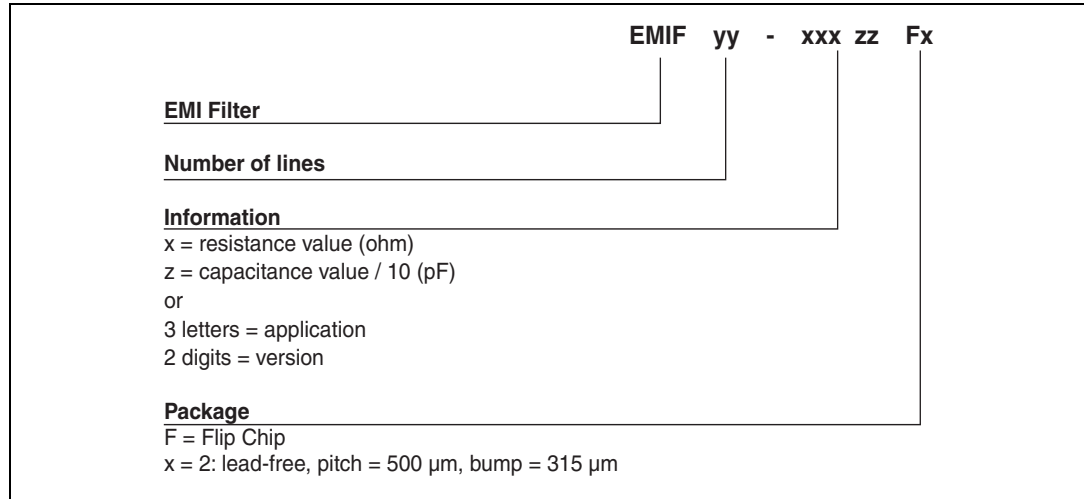 EMIF yy - xxx zz Fx
EMI Filter
Number of lines
Information
x = resistance value (ohm)
z = capacitance value / 10 (pF)
or
3 letters = application
2 digits = version
Package
F = Flip Chip
x = 2: lead-free, pitch = 500 µm, bump = 315 µm